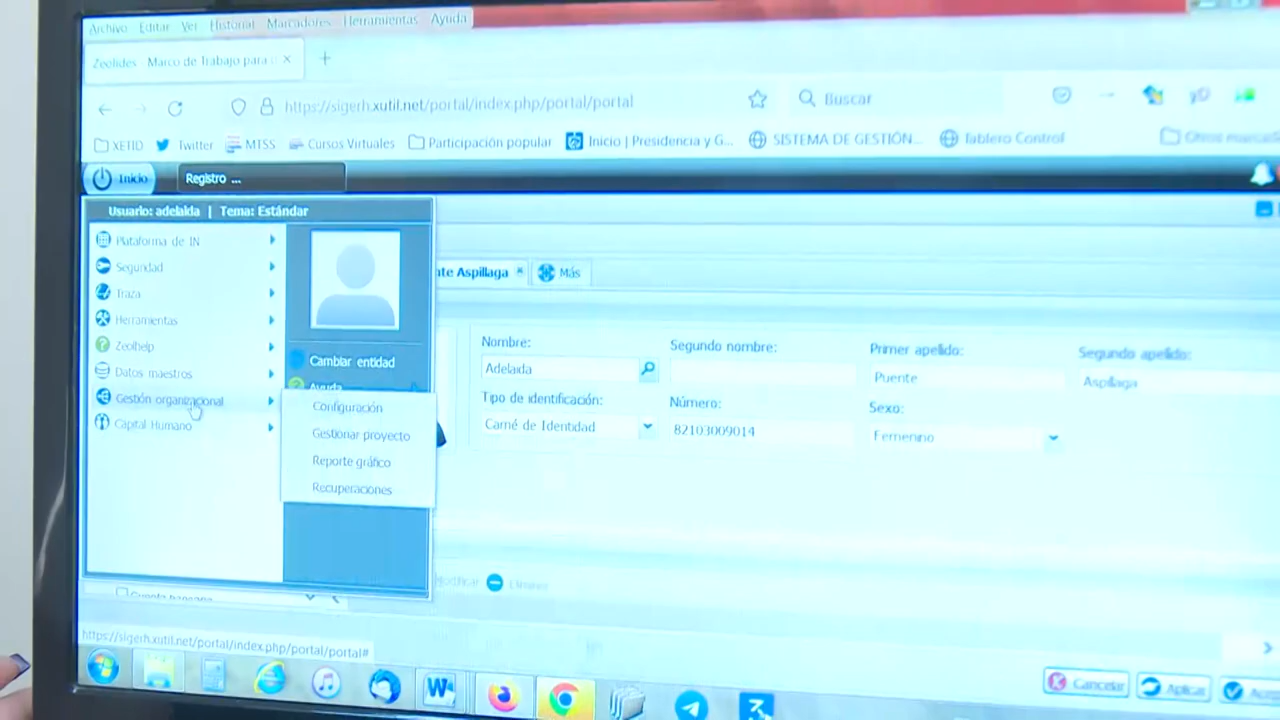 Archivo Editar Ver Historial Marcadores Herramientas Ayuda
Zeolides Marco de Trabajo para
https://sigerh.xutil.net/portal/index.php/portal/portal
Buscar
XETID Twitter MTSS Cursos Virtuales Participación popular Inicio | Presidencia y G... SISTEMA DE GESTIÓN... Tablero Control Otros
Inicio Registro ...
Usuario: adelaida | Tema: Estándar
Plataforma de IN
Seguridad
Traza
Herramientas
Zeolhelp
Datos maestros
Gestión organizacional
Capital Humano
Cambiar entidad
Ayuda
Configuración
Gestionar proyecto
Reporte gráfico
Recuperaciones
Aspillaga Más
Nombre: Segundo nombre: Primer apellido: Segundo apellido:
Adelaida Puente Aspillaga
Tipo de identificación: Número: Sexo:
Carné de Identidad 82103009014 Femenino
Cuenta bancaria
https://sigerh.xutil.net/portal/index.php/portal/portal#
Cancelar Aplicar